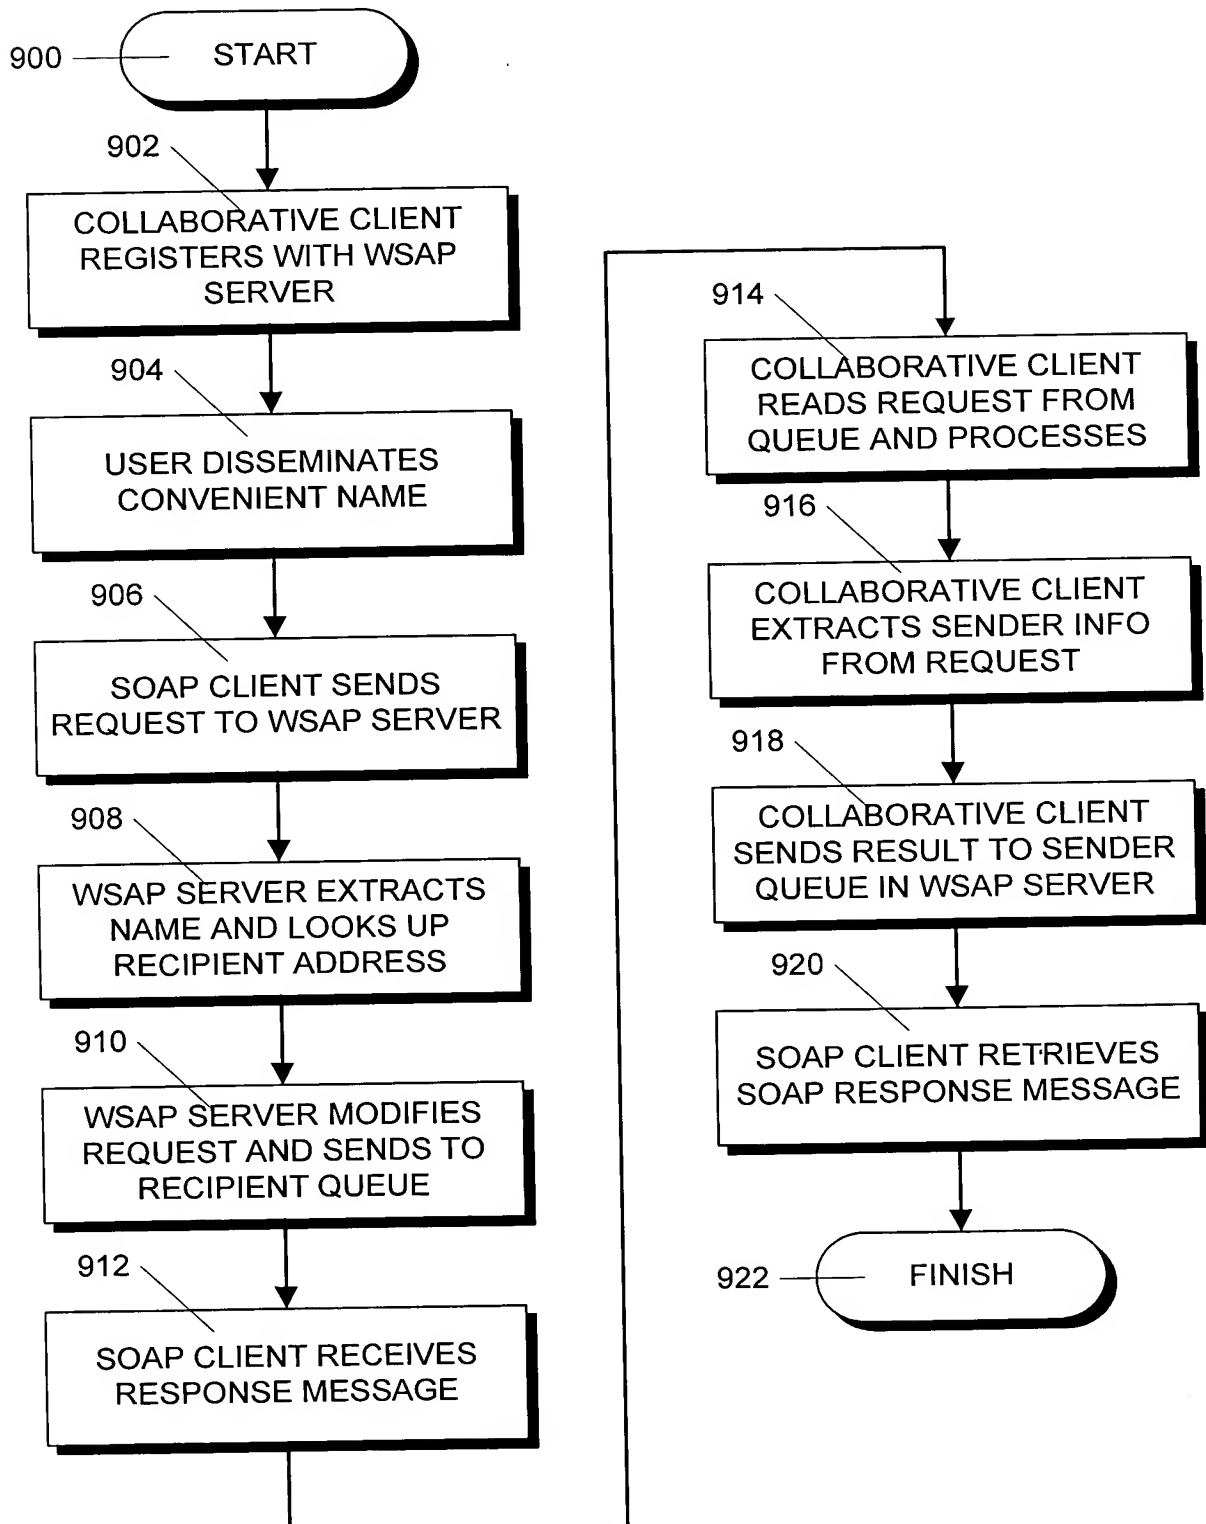 900
START
902
COLLABORATIVE CLIENT
REGISTERS WITH WSAP
SERVER
904
USER DISSEMINATES
CONVENIENT NAME
906
SOAP CLIENT SENDS
REQUEST TO WSAP SERVER
908
WSAP SERVER EXTRACTS
NAME AND LOOKS UP
RECIPIENT ADDRESS
910
WSAP SERVER MODIFIES
REQUEST AND SENDS TO
RECIPIENT QUEUE
912
SOAP CLIENT RECEIVES
RESPONSE MESSAGE
914
COLLABORATIVE CLIENT
READS REQUEST FROM
QUEUE AND PROCESSES
916
COLLABORATIVE CLIENT
EXTRACTS SENDER INFO
FROM REQUEST
918
COLLABORATIVE CLIENT
SENDS RESULT TO SENDER
QUEUE IN WSAP SERVER
920
SOAP CLIENT RETRIEVES
SOAP RESPONSE MESSAGE
922
FINISH